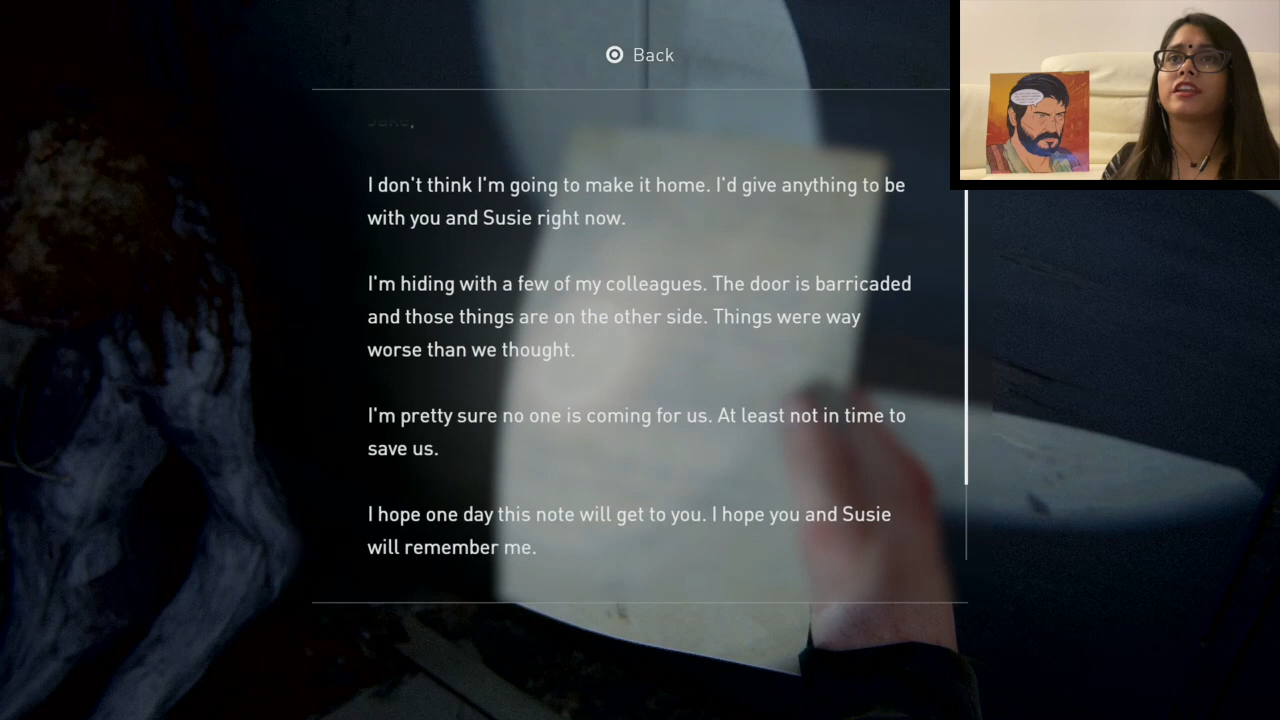 Back
Jake,
I don't think I'm going to make it home. I'd give anything to be
with you and Susie right now.
I'm hiding with a few of my colleagues. The door is barricaded
and those things are on the other side. Things were way
worse than we thought.
I'm pretty sure no one is coming for us. At least not in time to
save us.
I hope one day this note will get to you. I hope you and Susie
will remember me.